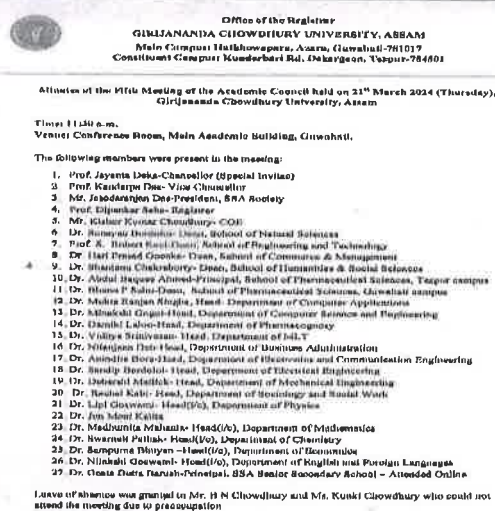 Office of the Registrar
GIRIJANANDA CHOWDHURY UNIVERSITY, ASSAM
Main Campus: Hatkhowapara, Azara, Guwahati-781017
Constituent Campus: Kundarbari Rd, Dekargaon, Tezpur-784501
Minutes of the Fifth Meeting of the Academic Council held on 21st March 2024 (Thursday),
Girijananda Chowdhury University, Assam
Time: 11:30 a.m.
Venue: Conference Room, Main Academic Building, Guwahati.
The following members were present in the meeting:
1. Prof. Jayanta Deka-Chancellor (Special Invitee)
2. Prof. Kandarpa Das- Vice Chancellor
3. Mr. Jasodaranjan Das-President, SSA Society
4. Prof. Dipankar Saha- Registrar
5. Mr. Kishor Kumar Choudhury- COE
6. Dr. Dean, School of Natural Sciences
7. Prof. S. Robert Dean, School of Engineering and Technology
8. Dr. Hari Prasad Goenka- Dean, School of Commerce & Management
9. Dr. Shantanu Chakraborty- Dean, School of Humanities & Social Sciences
10. Dr. Abdul Baquee Ahmed-Principal, School of Pharmaceutical Sciences, Tezpur campus
11. Dr. Bhanu P Sahu-Dean, School of Pharmaceutical Sciences, Guwahati campus
12. Dr. Ranjan Singha, Head- Department of Computer Applications
13. Dr. Minakshi Gogoi-Head, Department of Computer Science and Engineering
14. Dr. Damiki Laloo-Head, Department of Pharmacognosy
15. Dr. Vidhya Srinivasan- Head, Department of MLT
16. Dr. Nilanjana Deb-Head, Department of Business Administration
17. Dr. Anindita Bora-Head, Department of Electronics and Communication Engineering
18. Dr. Sandip Bordoloi- Head, Department of Electrical Engineering
19. Dr. Debarshi Mallick- Head, Department of Mechanical Engineering
20. Dr. Kabi- Head, Department of Sociology and Social Work
21. Dr. Lipi Goswami- Head(i/c), Department of Physics
22. Dr. Jun Moni Kalita
23. Dr. Madhumita Mahanta- Head(i/c), Department of Mathematics
24. Dr. Swarnali Pathak- Head(i/c), Department of Chemistry
25. Dr. Sampurna Bhuyan -Head(i/c), Department of Economics
26. Dr. Nilakshi Goswami- Head(i/c), Department of English and Foreign Languages
27. Dr. Geeta Dutta Baruah-Principal, SSA Senior Secondary School - Attended Online
Leave of absence was granted to Mr. H N Chowdhury and Ms. Kunki Chowdhury who could not
attend the meeting due to preoccupation